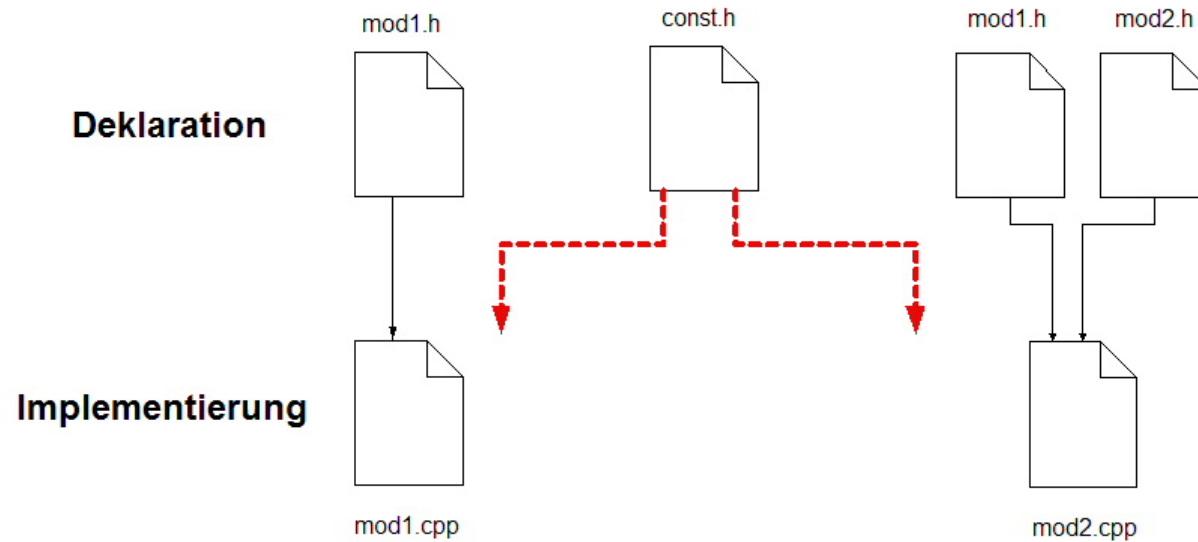 mod1.h
const.h
mod1.h
mod2.h
Deklaration
Implementierung
mod1.cpp
mod2.cpp